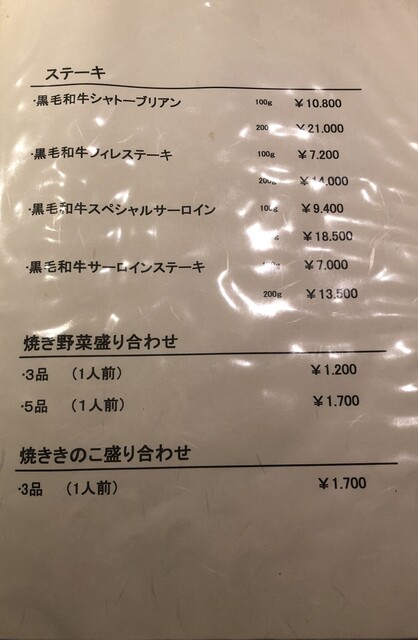 ステーキ
・黒毛和牛シャトーブリアン 100g ￥10.800
200 ￥21.000
・黒毛和牛フィレステーキ 100g ￥7.200
200g ￥14.000
・黒毛和牛スペシャルサーロイン 100g ￥9.400
￥18.500
・黒毛和牛サーロインステーキ ￥7,000
200g ￥13,500
焼き野菜盛り合わせ
・3品 （1人前） ￥1.200
・5品 （1人前） ￥1.700
焼ききのこ盛り合わせ
・3品 （1人前） ￥1.700